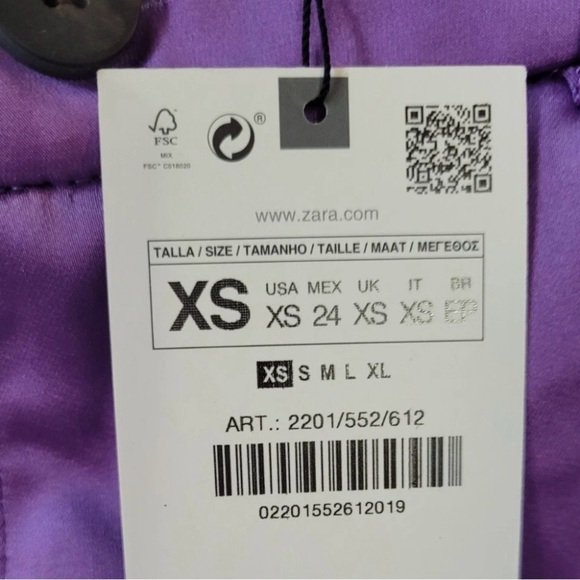 FSC
MIX
FSC™ C018020
®
www.zara.com
TALLA / SIZE / TAMANHO / TAILLE / MAAT / ΜΕΓΕΘΟΣ
XS USA MEX UK IT BR
XS 24 XS XS EP
XS S M L XL
ART.: 2201/552/612
02201552612019